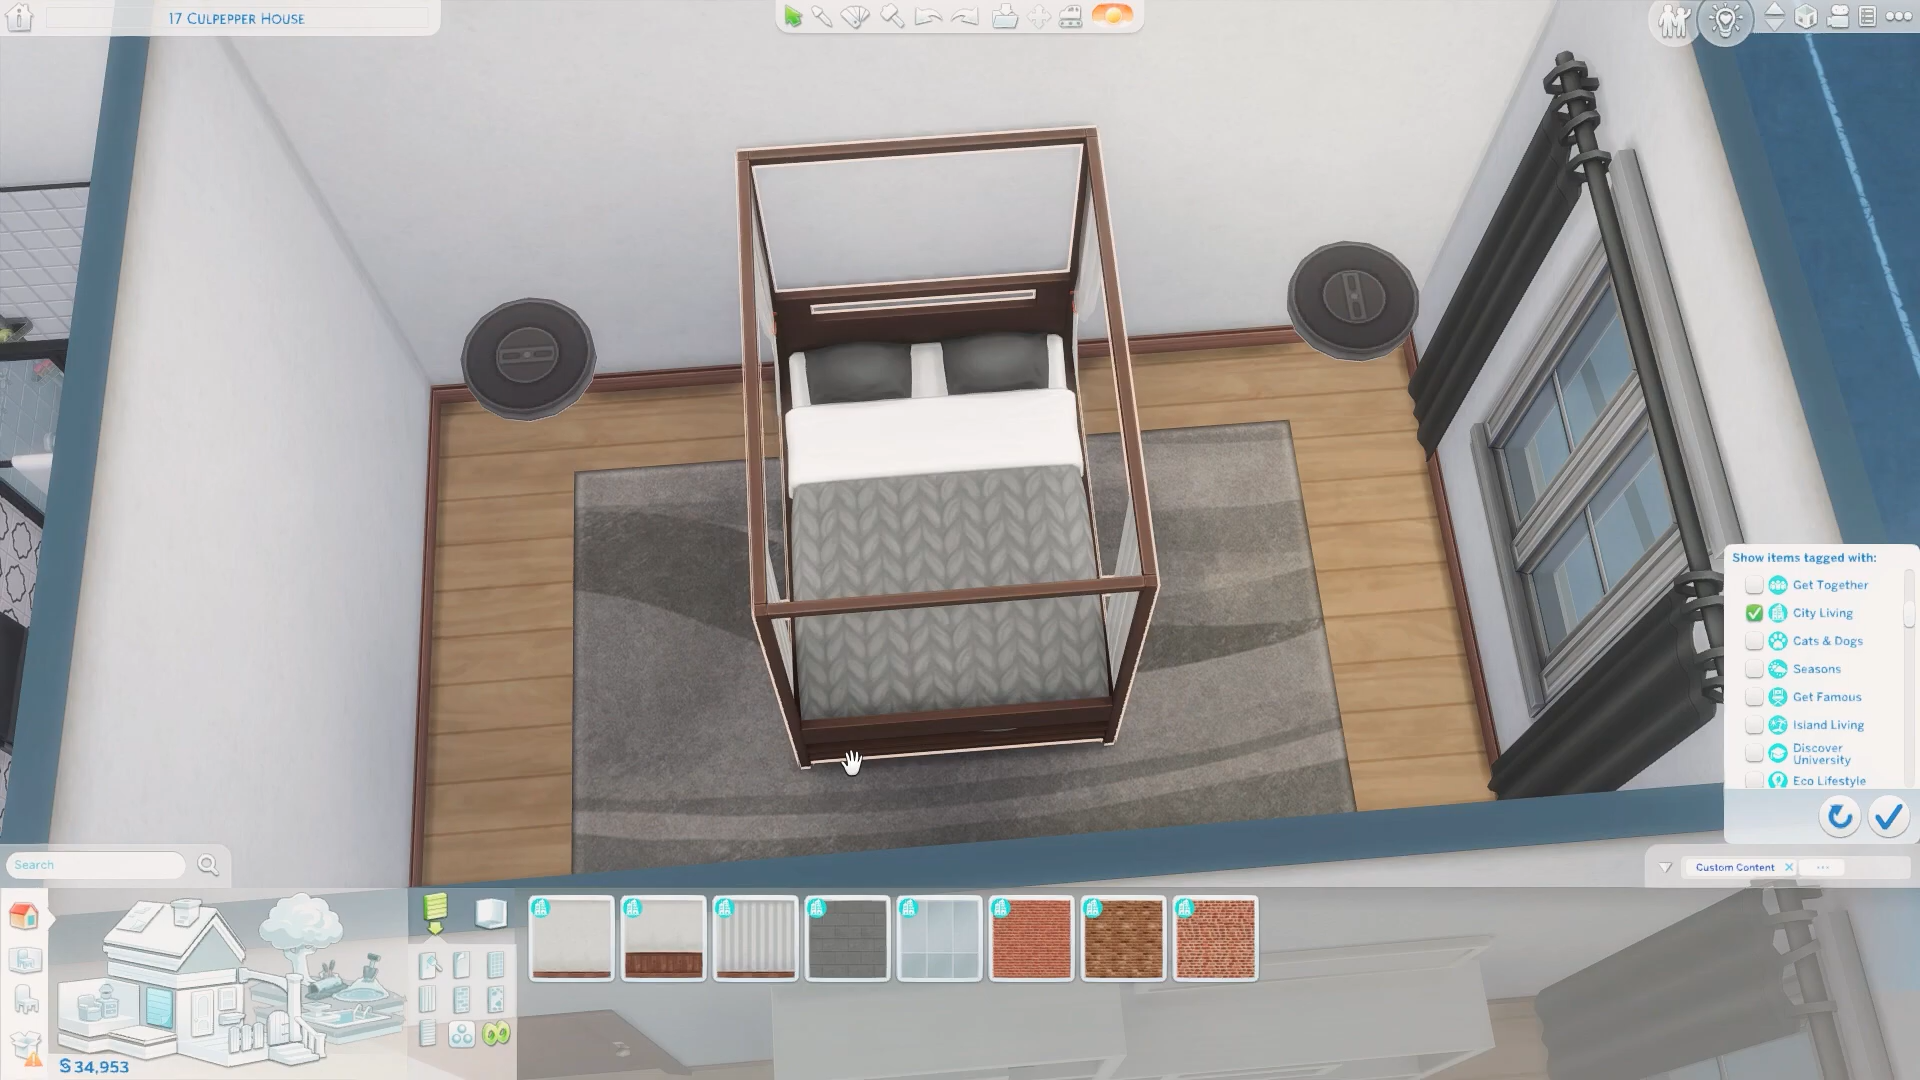 17 Culpepper House
Show items tagged with:
Get Together
City Living
Cats & Dogs
Seasons
Get Famous
Island Living
Discover
University
Eco Lifestyle
Search
Custom Content
§34,953